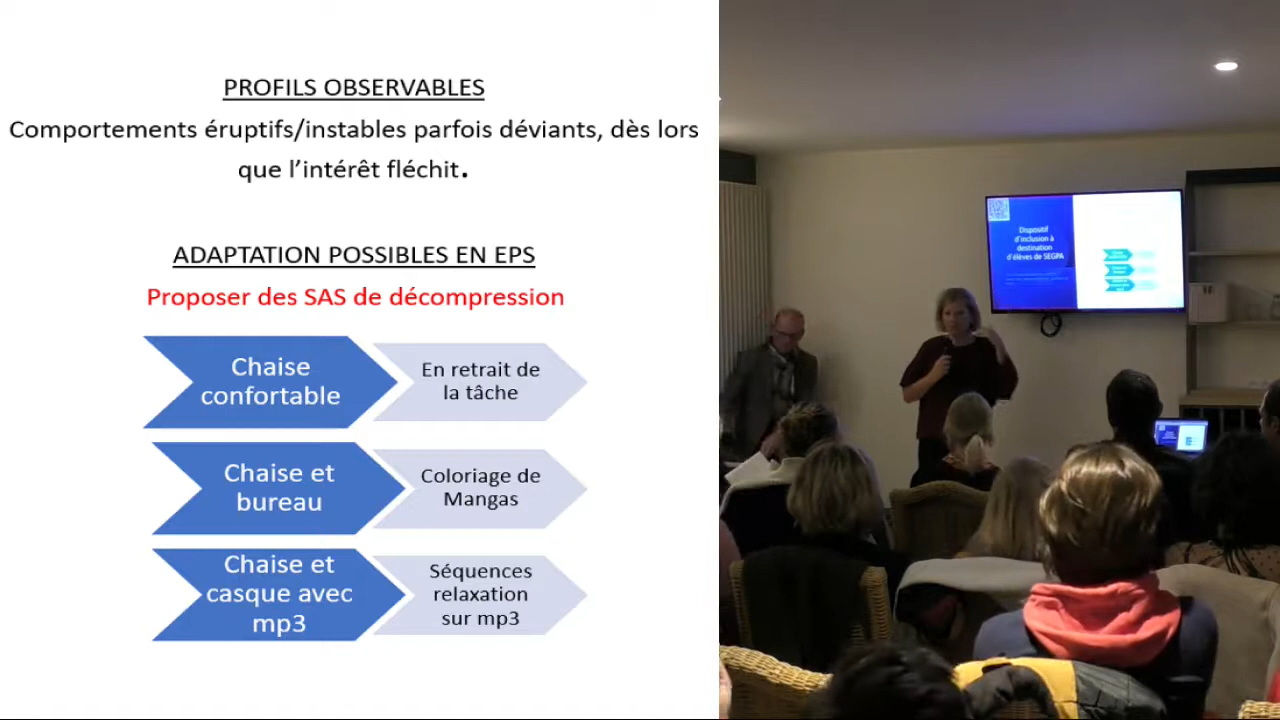 PROFILS OBSERVABLES
Comportements éruptifs/instables parfois déviants, dès lors
que l'intérêt fléchit.
ADAPTATION POSSIBLES EN EPS
Proposer des SAS de décompression
Chaise
confortable
En retrait de
la tâche
Chaise et
bureau
Coloriage de
Mangas
Chaise et
casque avec
mp3
Séquences
relaxation
sur mp3
Dispositif
d'inclusion à
destination
d'élèves de SEGPA